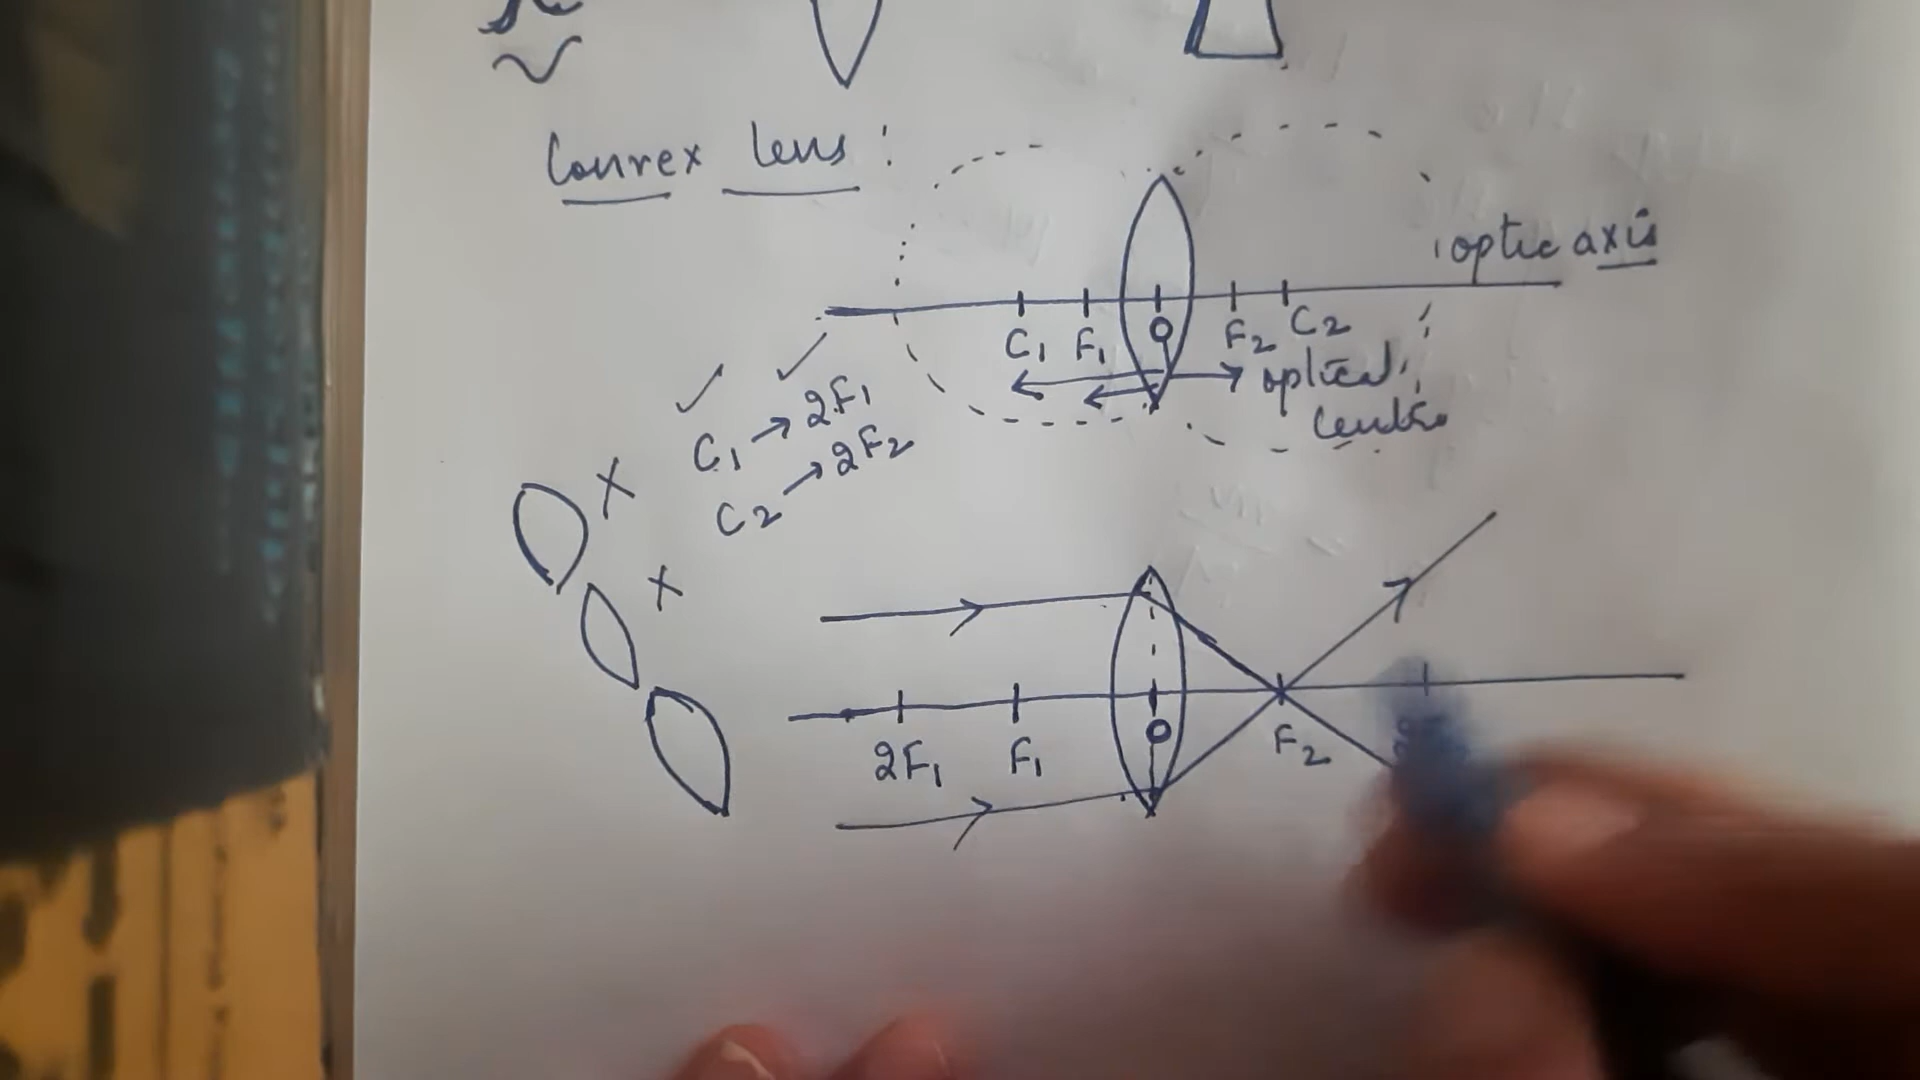 Convex lens :
optic axis
C₁ F₁ O F₂ C₂
optical
centre
C₁ → 2F₁
C₂ → 2F₂
X
X
2F₁ F₁ O F₂